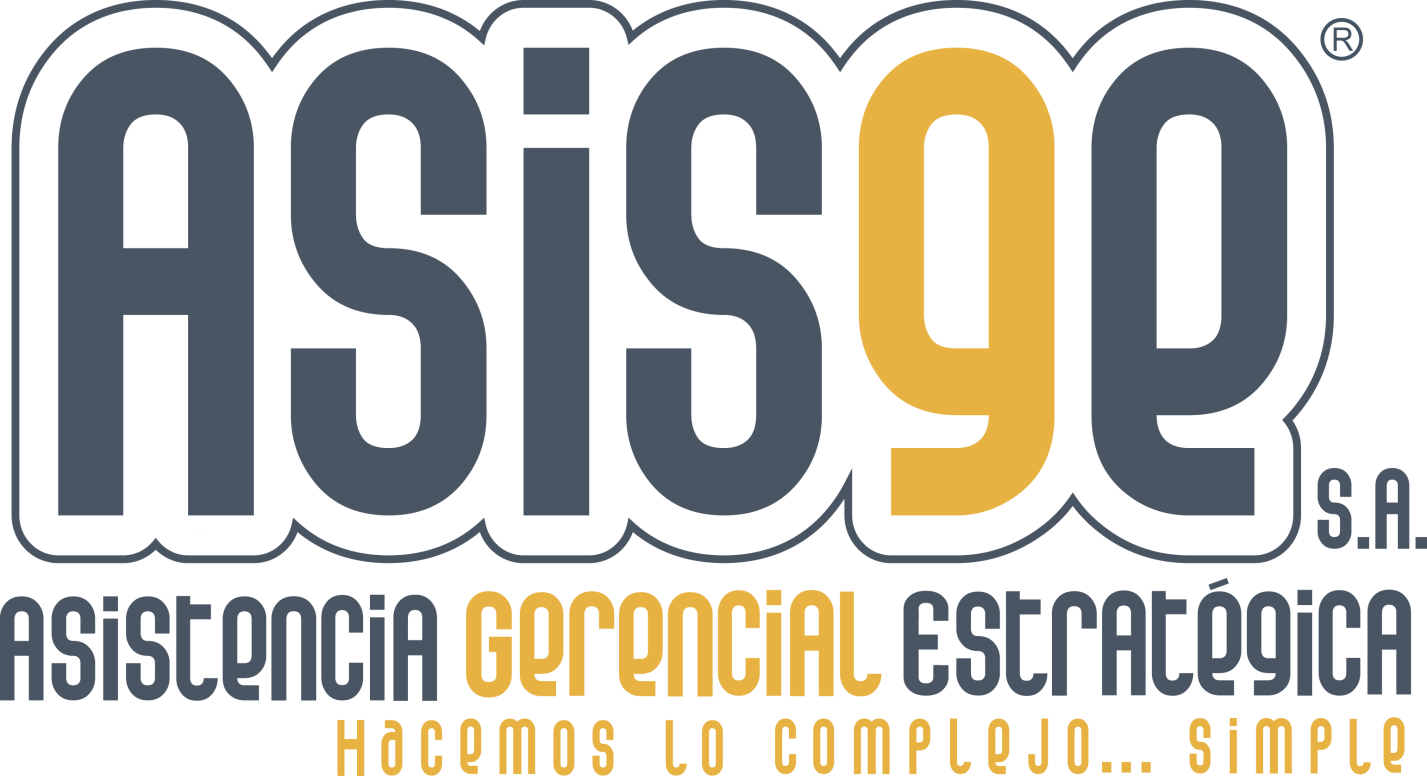 Asisge ®
S.A.
Asistencia Gerencial Estratégica
Hacemos lo complejo... simple